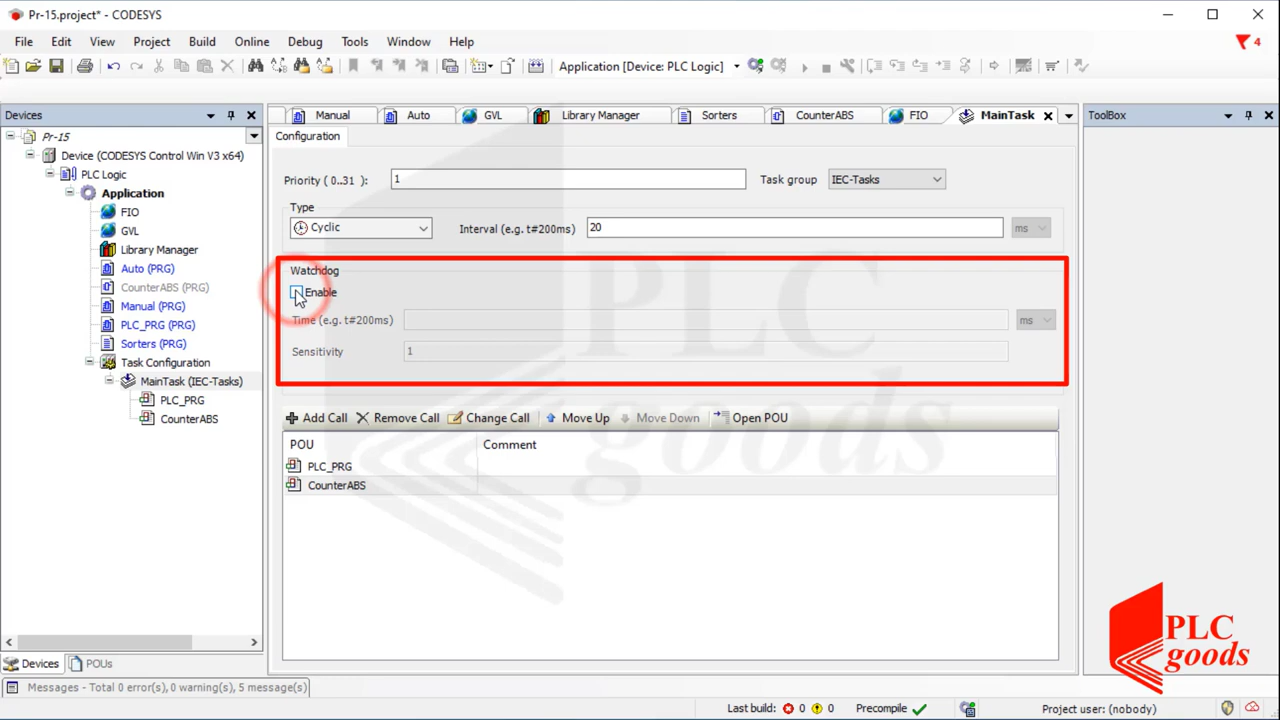 Pr-15.project* - CODESYS
File Edit View Project Build Online Debug Tools Window Help
4
Application [Device: PLC Logic]
Devices
Pr-15
Device (CODESYS Control Win V3 x64)
PLC Logic
Application
FIO
GVL
Library Manager
Auto (PRG)
CounterABS (PRG)
Manual (PRG)
PLC_PRG (PRG)
Sorters (PRG)
Task Configuration
MainTask (IEC-Tasks)
PLC_PRG
CounterABS
Devices POUs
Manual Auto GVL Library Manager Sorters CounterABS FIO MainTask
Configuration
Priority ( 0..31 ): 1 Task group IEC-Tasks
Type
Cyclic Interval (e.g. t#200ms) 20 ms
Watchdog
Enable
Time (e.g. t#200ms) ms
Sensitivity 1
Add Call Remove Call Change Call Move Up Move Down Open POU
POU Comment
PLC_PRG
CounterABS
PLC
goods
ToolBox
PLC
goods
Messages - Total 0 error(s), 0 warning(s), 5 message(s)
Last build: 0 0 Precompile Project user: (nobody)